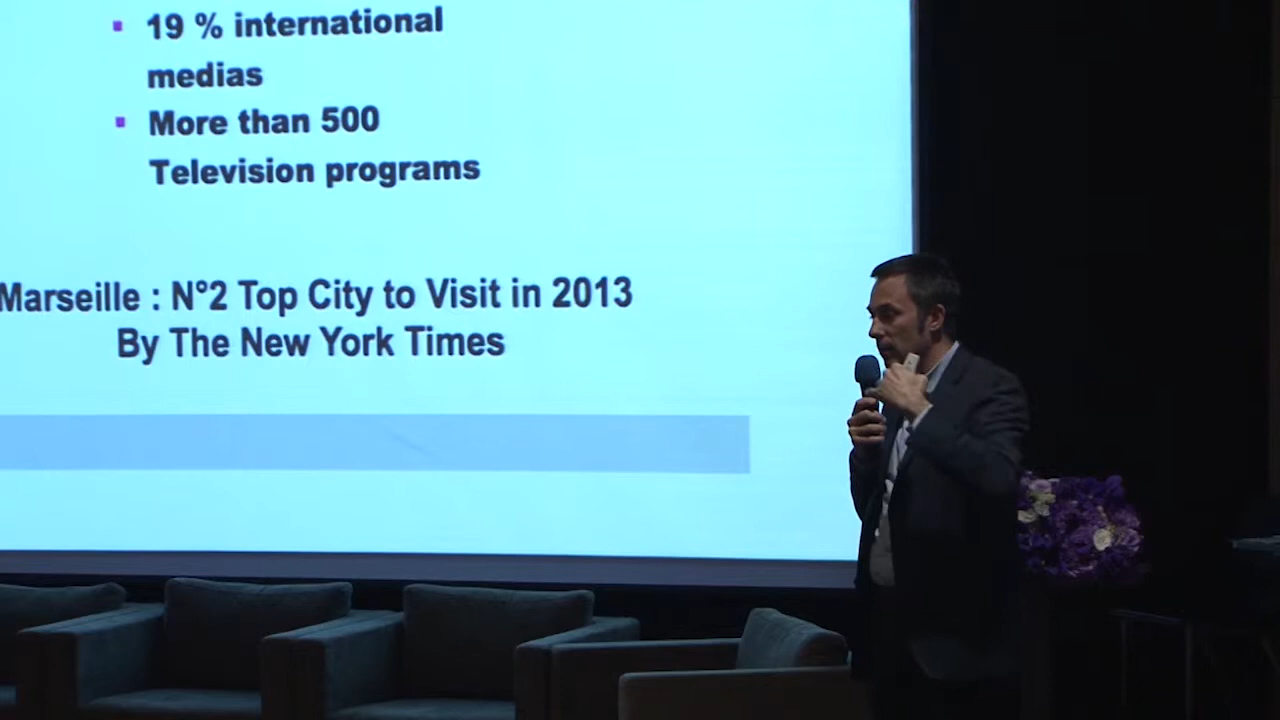 ▪ 19 % international
medias
▪ More than 500
Television programs
Marseille : N°2 Top City to Visit in 2013
By The New York Times